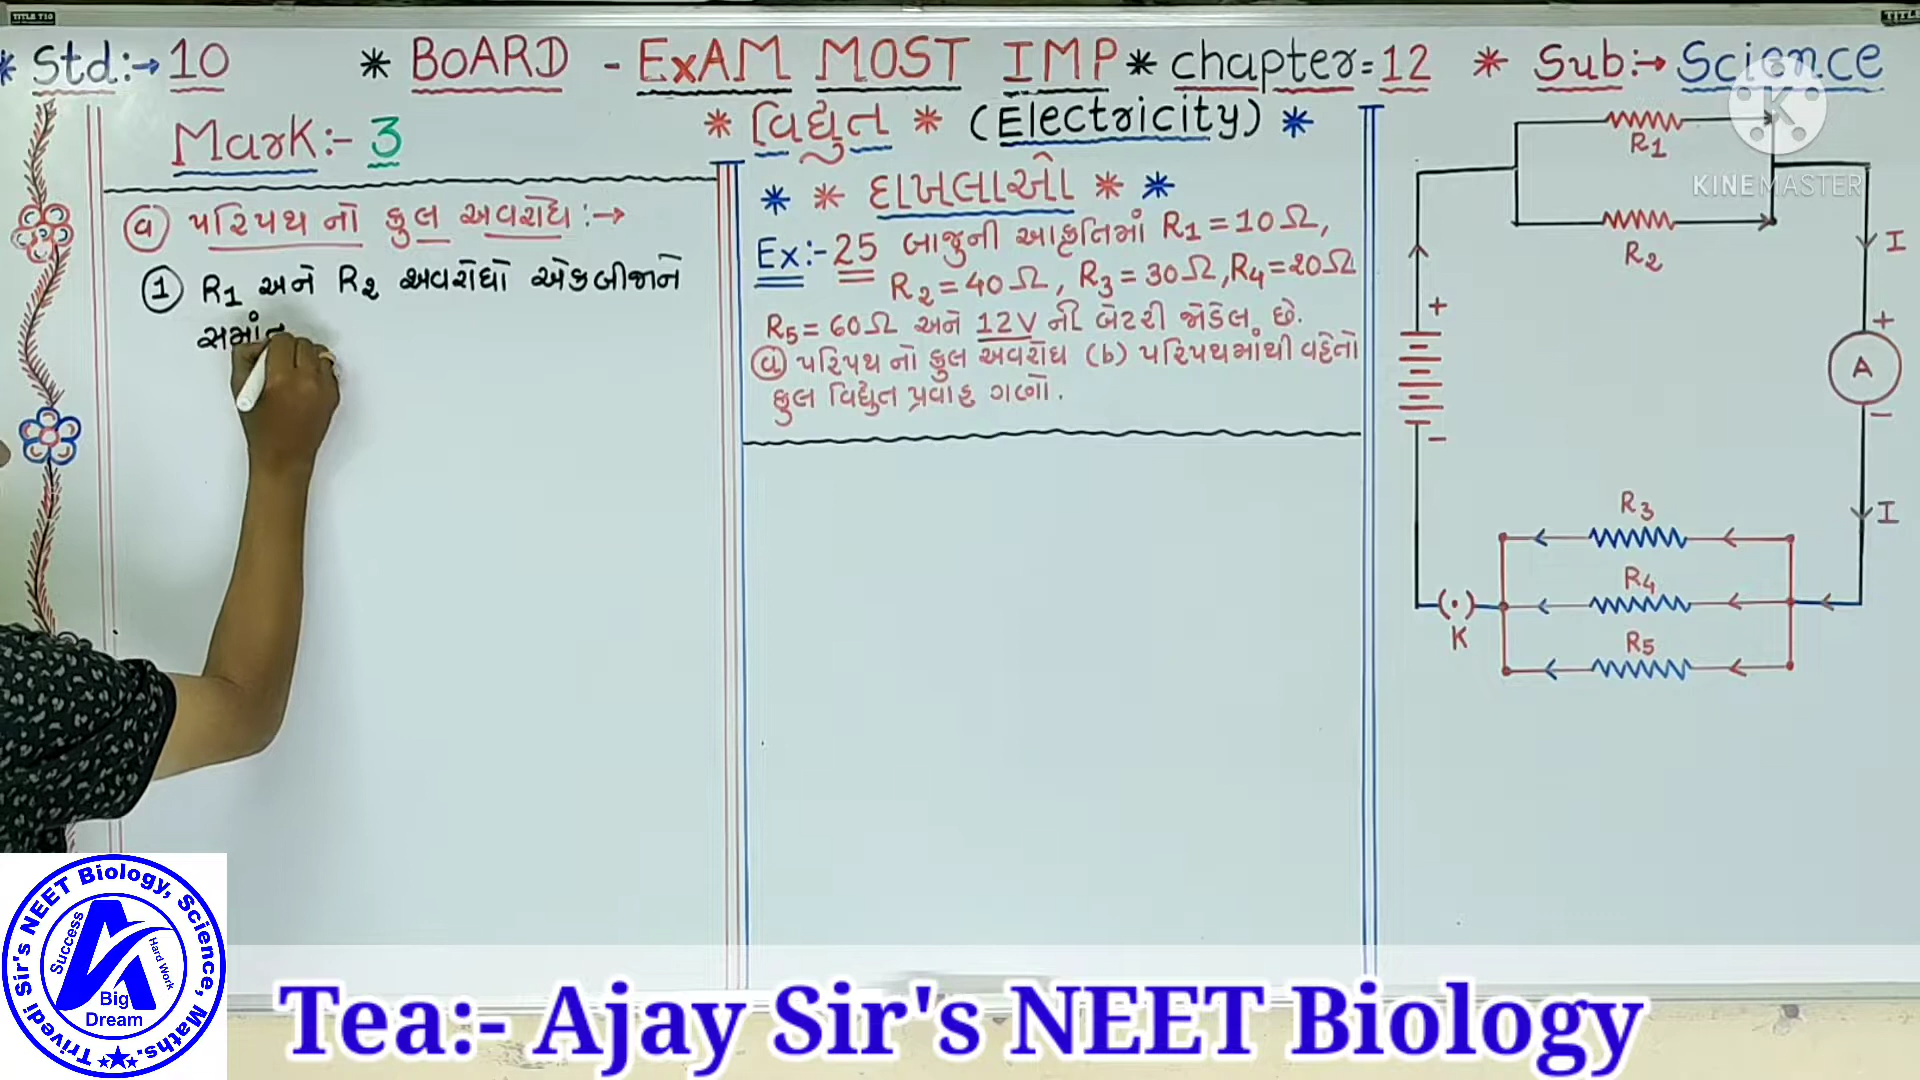 * Std:→ 10 * BOARD - EXAM MOST IMP * chapter = 12 * Sub:→ Science
Mark:- 3
* વિદ્યુત * (Electricity) *
* * દાખલાઓ * *
ⓐ પરિપથ નો કુલ અવરોધ :→
① R1 અને R2 અવરોધો એકબીજાને
સમાંત
Ex:- 25 બાજુની આકૃતિમાં R1 = 10Ω,
R2 = 40Ω, R3 = 30Ω, R4 = 20Ω
R5 = 60Ω અને 12V ની બેટરી જોડેલ છે.
ⓐ પરિપથ નો કુલ અવરોધ (b) પરિપથમાંથી વહેતો
કુલ વિદ્યુત પ્રવાહ ગણો.
R1
R2
I
+
+
A
-
-
I
R3
R4
R5
K
KINEMASTER
Trivedi Sir's NEET Biology, Science, Maths.
Success
Hard Work
Big
Dream
Tea:- Ajay Sir's NEET Biology